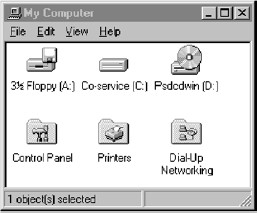 My Computer
File Edit View Help
3½ Floppy (A:) Co-service (C:) Psdcdwin (D:)
Control Panel Printers Dial-Up
Networking
1 object(s) selected